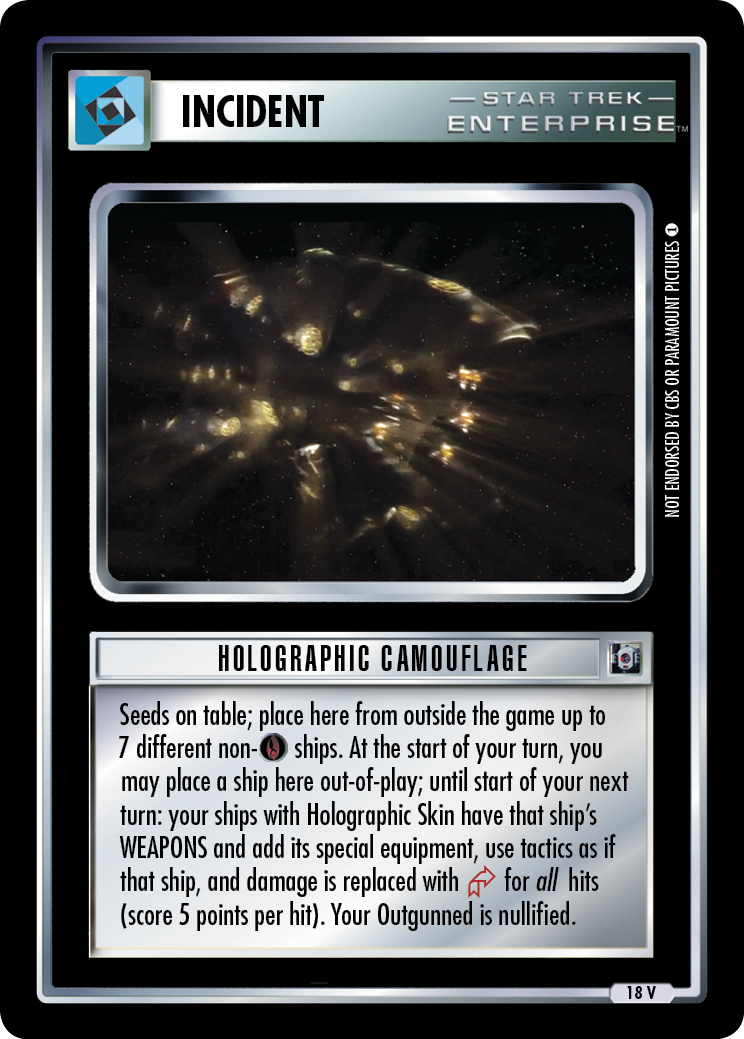 INCIDENT
STAR TREK
ENTERPRISE™
NOT ENDORSED BY CBS OR PARAMOUNT PICTURES 1
HOLOGRAPHIC CAMOUFLAGE
Seeds on table; place here from outside the game up to
7 different non- ships. At the start of your turn, you
may place a ship here out-of-play; until start of your next
turn: your ships with Holographic Skin have that ship's
WEAPONS and add its special equipment, use tactics as if
that ship, and damage is replaced with for all hits
(score 5 points per hit). Your Outgunned is nullified.
18 V